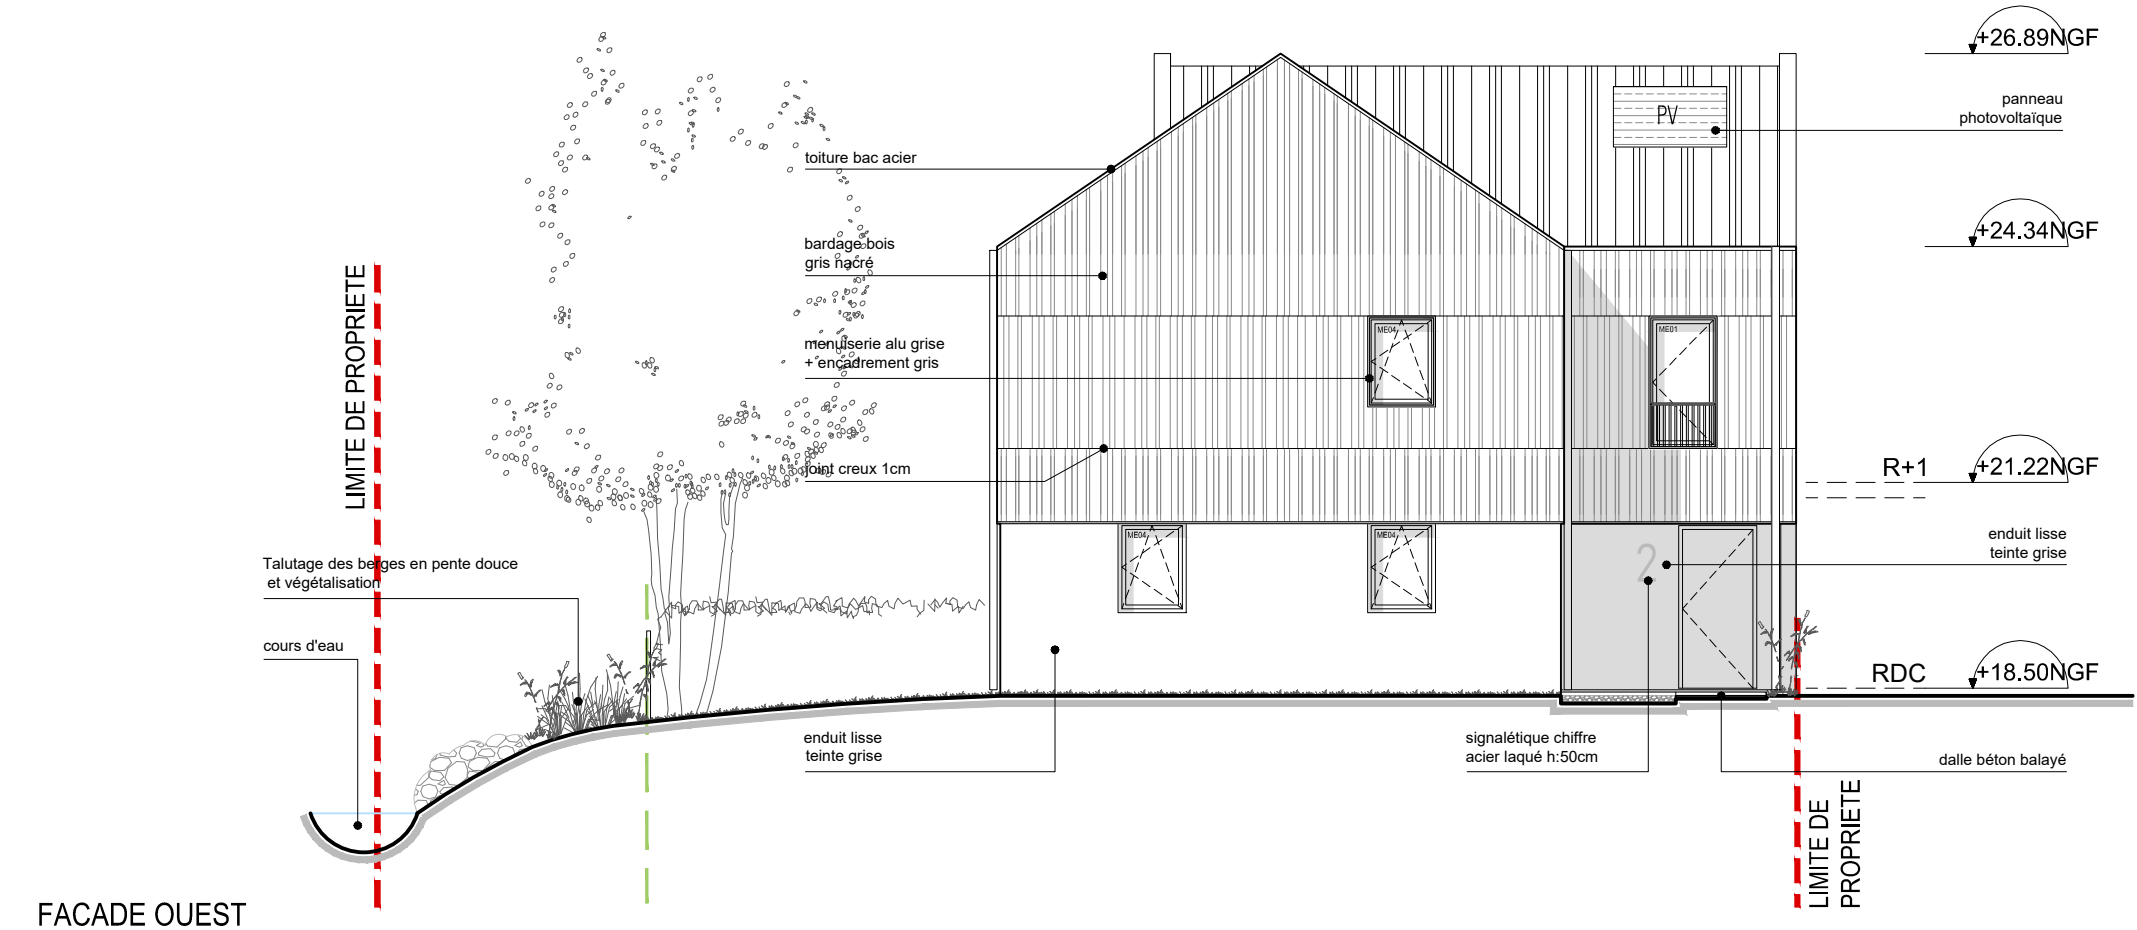 +26.89NGF
panneau
photovoltaïque
PV
toiture bac acier
+24.34NGF
bardage bois
gris nacré
LIMITE DE PROPRIETE
menuiserie alu grise
+ encadrement gris
ME04
ME01
joint creux 1cm
R+1 +21.22NGF
enduit lisse
teinte grise
ME04
ME04
2
Talutage des berges en pente douce
et végétalisation
cours d'eau
RDC +18.50NGF
enduit lisse
teinte grise
signalétique chiffre
acier laqué h:50cm
dalle béton balayé
LIMITE DE
PROPRIETE
FACADE OUEST